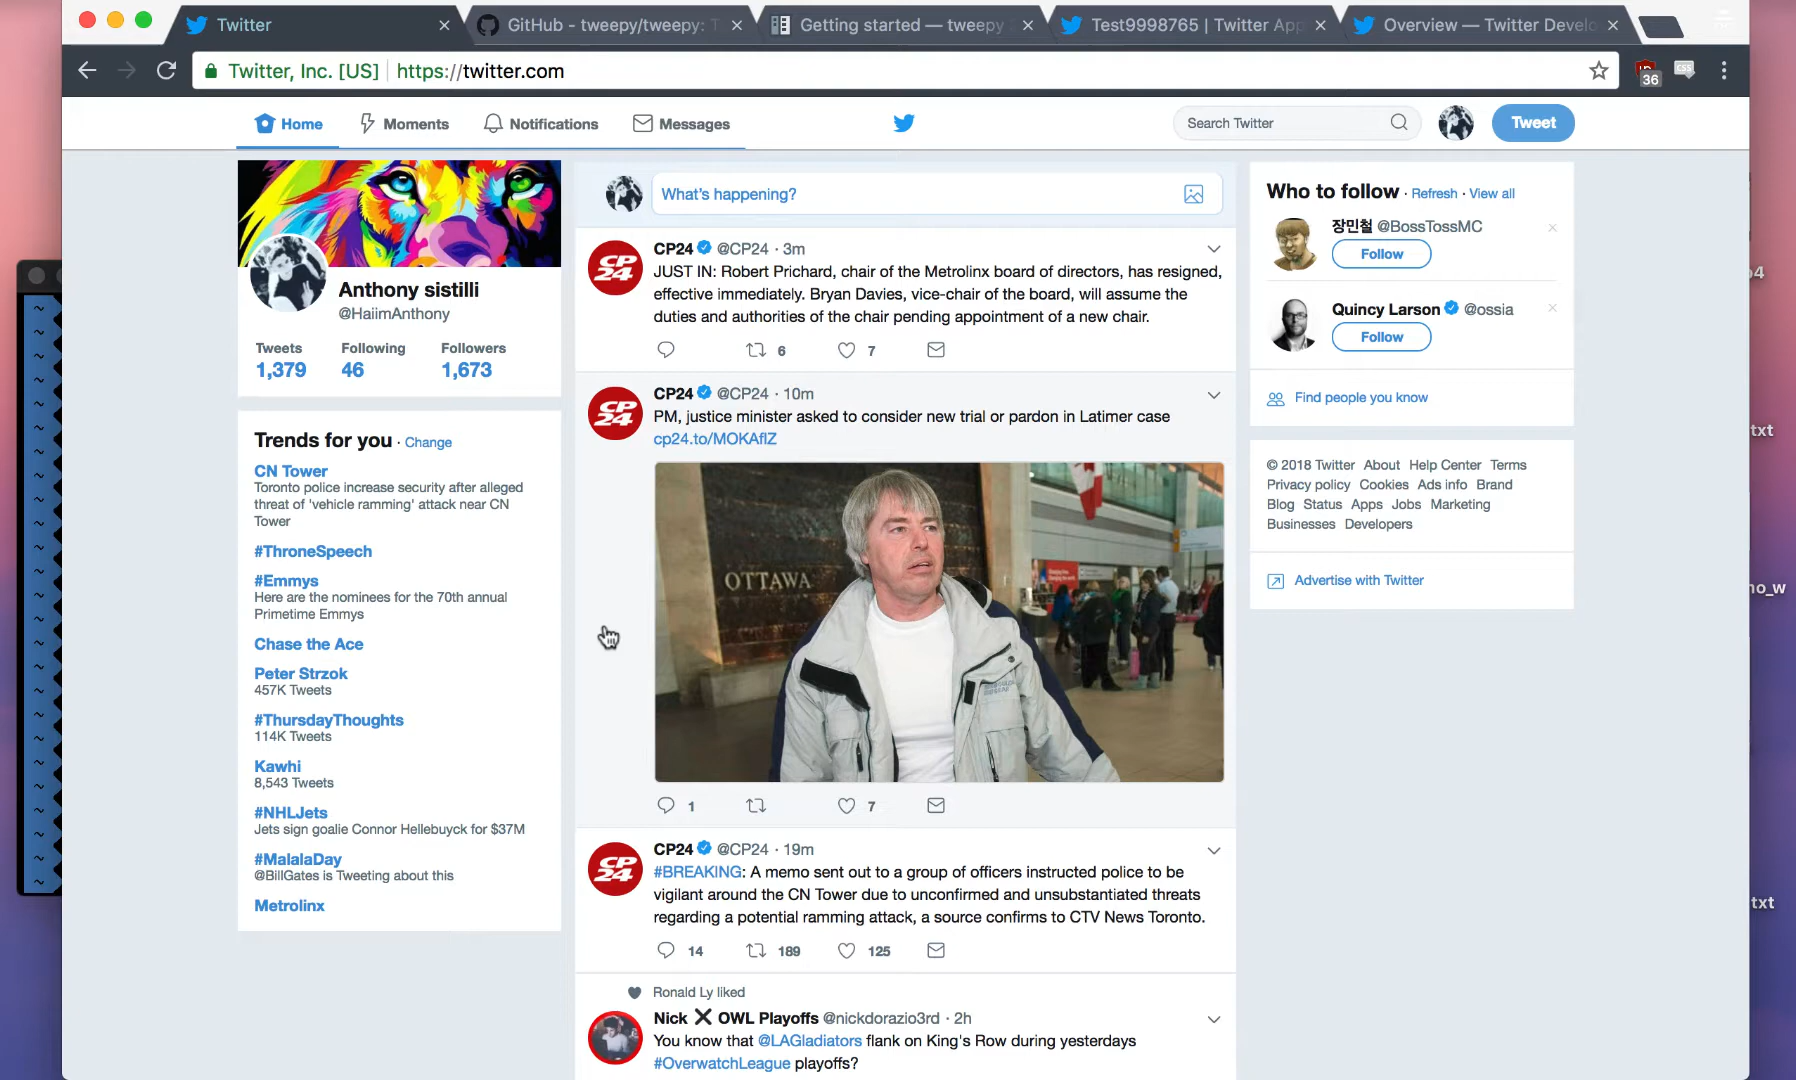 Twitter
GitHub - tweepy/tweepy: T
Getting started — tweepy
Test9998765 | Twitter App
Overview — Twitter Develo
Twitter, Inc. [US] https://twitter.com
36
css
Home
Moments
Notifications
Messages
Search Twitter
Tweet
Anthony sistilli
@HaiimAnthony
Tweets Following Followers
1,379 46 1,673
Trends for you · Change
CN Tower
Toronto police increase security after alleged
threat of 'vehicle ramming' attack near CN
Tower
#ThroneSpeech
#Emmys
Here are the nominees for the 70th annual
Primetime Emmys
Chase the Ace
Peter Strzok
457K Tweets
#ThursdayThoughts
114K Tweets
Kawhi
8,543 Tweets
#NHLJets
Jets sign goalie Connor Hellebuyck for $37M
#MalalaDay
@BillGates is Tweeting about this
Metrolinx
What's happening?
CP24 @CP24 · 3m
CP
24
JUST IN: Robert Prichard, chair of the Metrolinx board of directors, has resigned,
effective immediately. Bryan Davies, vice-chair of the board, will assume the
duties and authorities of the chair pending appointment of a new chair.
6 7
CP24 @CP24 · 10m
CP
24
PM, justice minister asked to consider new trial or pardon in Latimer case
cp24.to/MOKAflZ
OTTAWA
1 7
CP24 @CP24 · 19m
CP
24
#BREAKING: A memo sent out to a group of officers instructed police to be
vigilant around the CN Tower due to unconfirmed and unsubstantiated threats
regarding a potential ramming attack, a source confirms to CTV News Toronto.
14 189 125
Ronald Ly liked
Nick OWL Playoffs @nickdorazio3rd · 2h
You know that @LAGladiators flank on King's Row during yesterdays
#OverwatchLeague playoffs?
Who to follow · Refresh · View all
장민철 @BossTossMC
Follow
Quincy Larson @ossia
Follow
Find people you know
© 2018 Twitter About Help Center Terms
Privacy policy Cookies Ads info Brand
Blog Status Apps Jobs Marketing
Businesses Developers
Advertise with Twitter
txt
no_w
txt